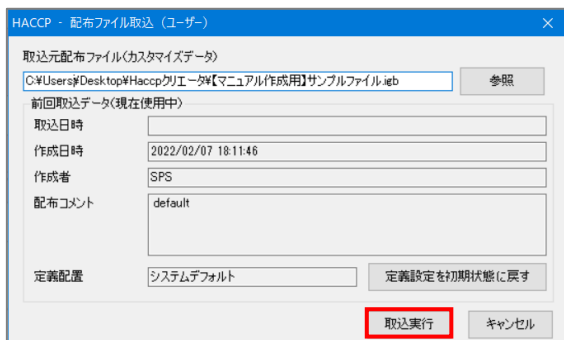 HACCP - 配布ファイル取込（ユーザー）
取込元配布ファイル(カスタマイズデータ)
C:¥Users¥Desktop¥Haccpクリエータ¥【マニュアル作成用】サンプルファイル.igb
参照
前回取込データ(現在使用中)
取込日時
作成日時
2022/02/07 18:11:46
作成者
SPS
配布コメント
default
定義配置
システムデフォルト
定義設定を初期状態に戻す
取込実行
キャンセル